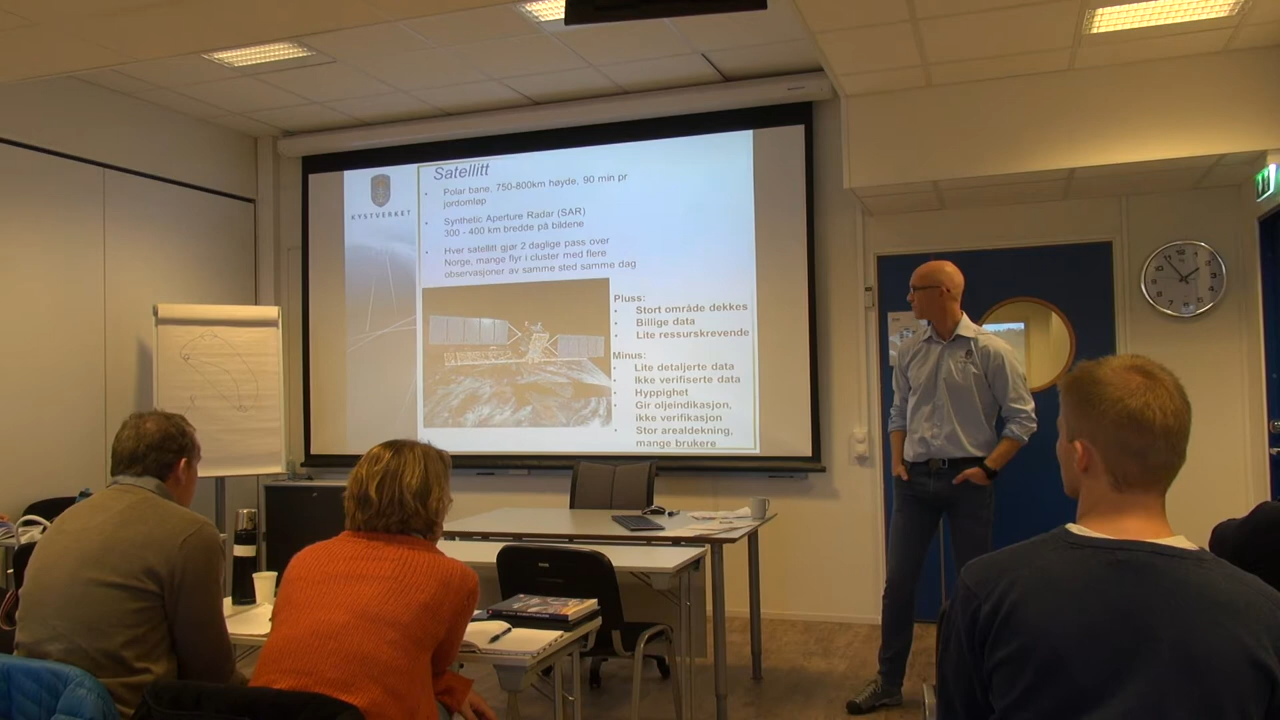 Satellitt
KYSTVERKET
Polar bane, 750-800km høyde, 90 min pr
jordomløp
Synthetic Aperture Radar (SAR)
300 - 400 km bredde på bildene
Hver satellitt gjør 2 daglige pass over
Norge, mange flyr i cluster med flere
observasjoner av samme sted samme dag
Pluss:
Stort område dekkes
Billige data
Lite ressurskrevende
Minus:
Lite detaljerte data
Ikke verifiserte data
Hyppighet
Gir oljeindikasjon,
ikke verifikasjon
Stor arealdekning,
mange brukere